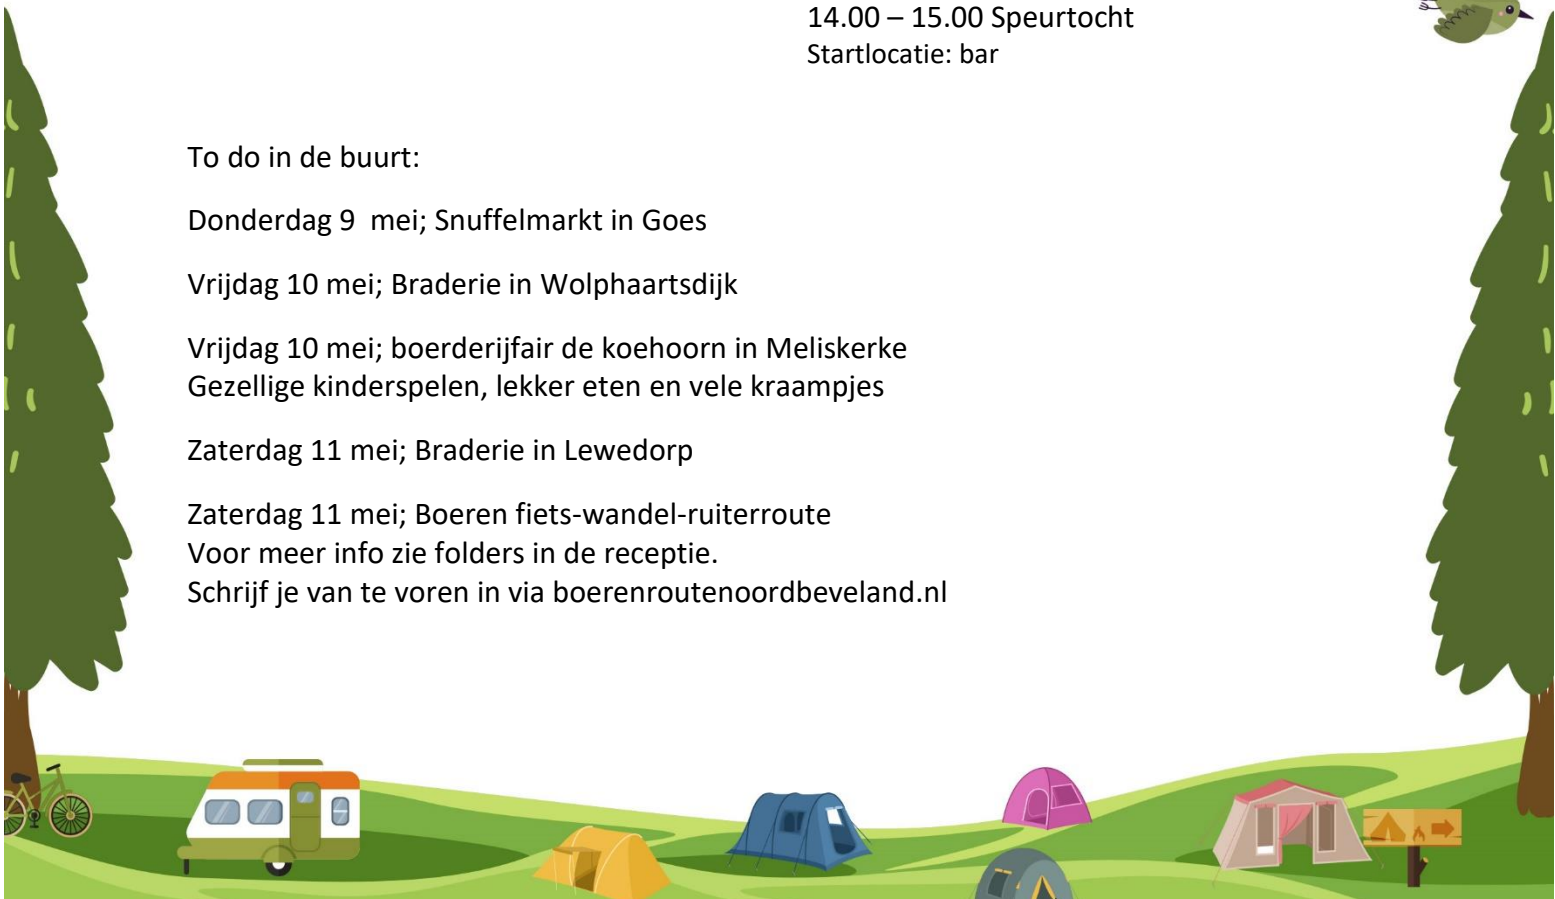 14.00 – 15.00 Speurtocht
Startlocatie: bar
To do in de buurt:
Donderdag 9  mei; Snuffelmarkt in Goes
Vrijdag 10 mei; Braderie in Wolphaartsdijk
Vrijdag 10 mei; boerderijfair de koehoorn in Meliskerke
Gezellige kinderspelen, lekker eten en vele kraampjes
Zaterdag 11 mei; Braderie in Lewedorp
Zaterdag 11 mei; Boeren fiets-wandel-ruiterroute
Voor meer info zie folders in de receptie.
Schrijf je van te voren in via boerenroutenoordbeveland.nl